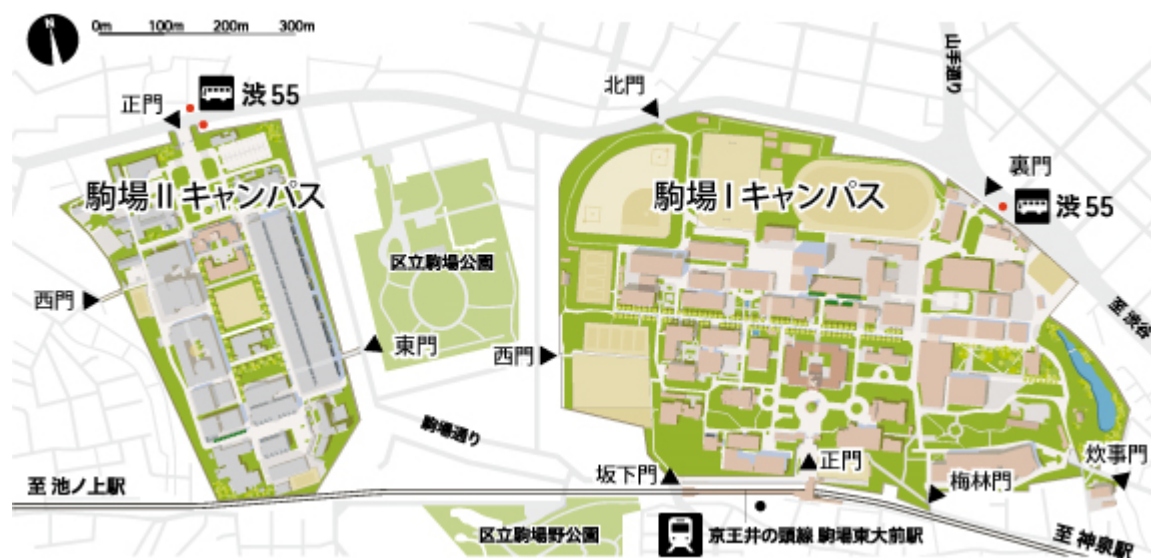 N
0m 100m 200m 300m
正門
渋55
北門
山手通り
裏門
渋55
駒場Ⅱキャンパス
駒場Ⅰキャンパス
区立駒場公園
西門
東門
西門
至 渋谷
駒場通り
至 池ノ上駅
坂下門
正門
梅林門
炊事門
区立駒場野公園
京王井の頭線 駒場東大前駅
至 神泉駅